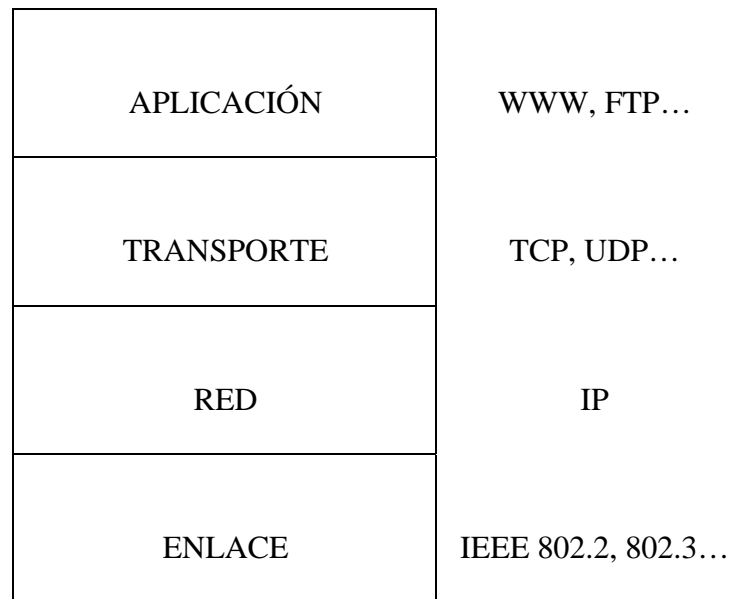 APLICACIÓN WWW, FTP…
TRANSPORTE TCP, UDP…
RED IP
ENLACE IEEE 802.2, 802.3…